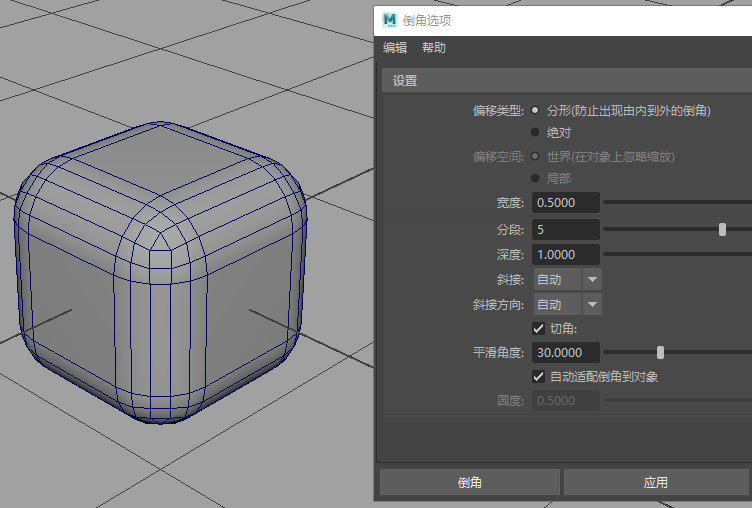 倒角选项
编辑 帮助
设置
偏移类型: 分形(防止出现由内到外的倒角)
绝对
偏移空间: 世界(在对象上忽略缩放)
局部
宽度: 0.5000
分段: 5
深度: 1.0000
斜接: 自动
斜接方向: 自动
切角:
平滑角度: 30.0000
自动适配倒角到对象
圆度: 0.5000
倒角 应用